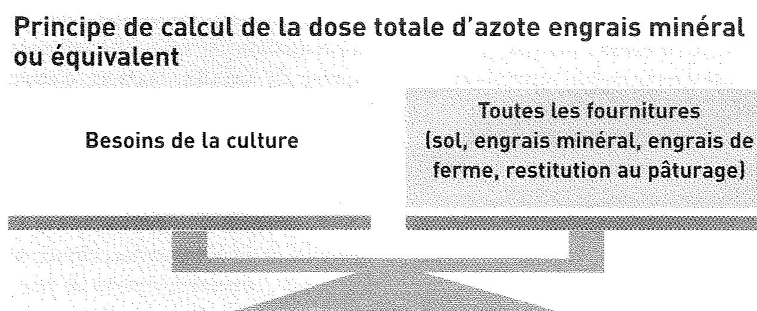 Principe de calcul de la dose totale d'azote engrais minéral
ou équivalent
Besoins de la culture
Toutes les fournitures
(sol, engrais minéral, engrais de
ferme, restitution au pâturage)